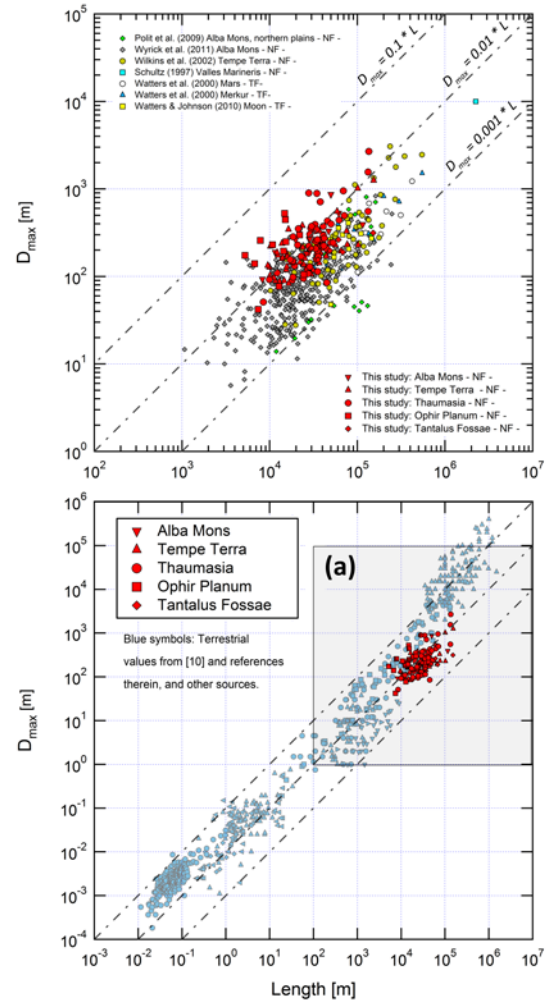 Polit et al. (2009) Alba Mons, northern plains - NF -
Wyrick et al. (2011) Alba Mons - NF -
Wilkins et al. (2002) Tempe Terra - NF -
Schultz (1997) Valles Marineris - NF -
Watters et al. (2000) Mars - TF -
Watters et al. (2000) Merkur - TF-
Watters & Johnson (2010) Moon - TF -
D max = 0.1 * L
D max = 0.01 * L
D max = 0.001 * L
10^5
10^4
10^3
10^2
10^1
10^0
Dmax [m]
This study: Alba Mons - NF -
This study: Tempe Terra - NF -
This study: Thaumasia - NF -
This study: Ophir Planum - NF -
This study: Tantalus Fossae - NF -
10^2 10^3 10^4 10^5 10^6 10^7
10^6
10^5
10^4
10^3
10^2
10^1
10^0
10^-1
10^-2
10^-3
10^-4
Dmax [m]
Alba Mons
Tempe Terra
Thaumasia
Ophir Planum
Tantalus Fossae
(a)
Blue symbols: Terrestrial
values from [10] and references
therein, and other sources.
10^-3 10^-2 10^-1 10^0 10^1 10^2 10^3 10^4 10^5 10^6 10^7
Length [m]